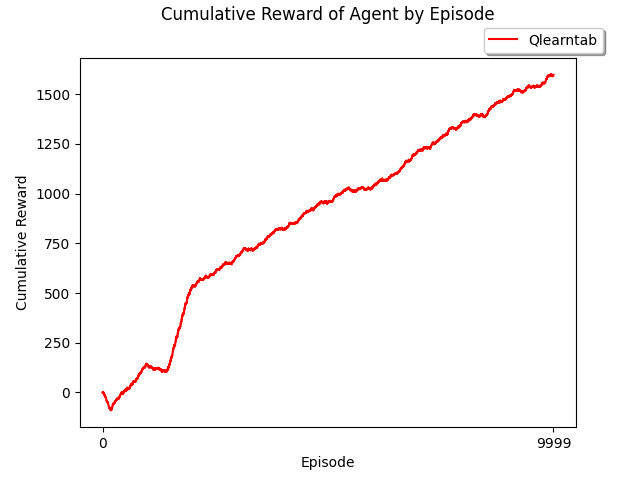 Cumulative Reward of Agent by Episode
Qlearntab
1500
1250
1000
750
500
250
0
Cumulative Reward
0
9999
Episode